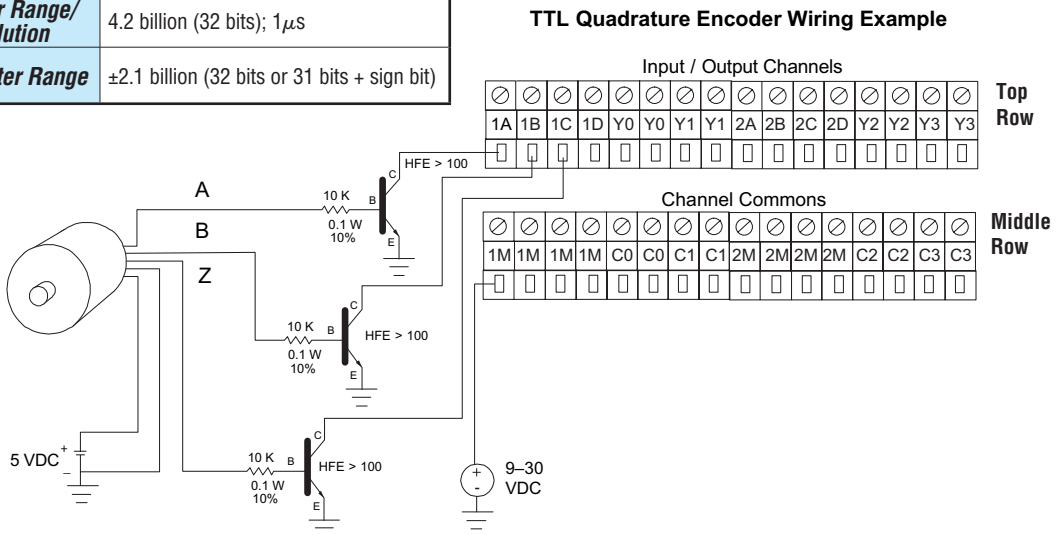 r Range/
lution
4.2 billion (32 bits); 1μs
ter Range
±2.1 billion (32 bits or 31 bits + sign bit)
TTL Quadrature Encoder Wiring Example
Input / Output Channels
1A 1B 1C 1D Y0 Y0 Y1 Y1 2A 2B 2C 2D Y2 Y2 Y3 Y3
Top
Row
Channel Commons
1M 1M 1M 1M C0 C0 C1 C1 2M 2M 2M 2M C2 C2 C3 C3
Middle
Row
A
10 K
0.1 W
10%
B
C
E
HFE > 100
B
10 K
0.1 W
10%
B
C
E
HFE > 100
Z
10 K
0.1 W
10%
B
C
E
HFE > 100
5 VDC
+
–
+
-
9–30
VDC